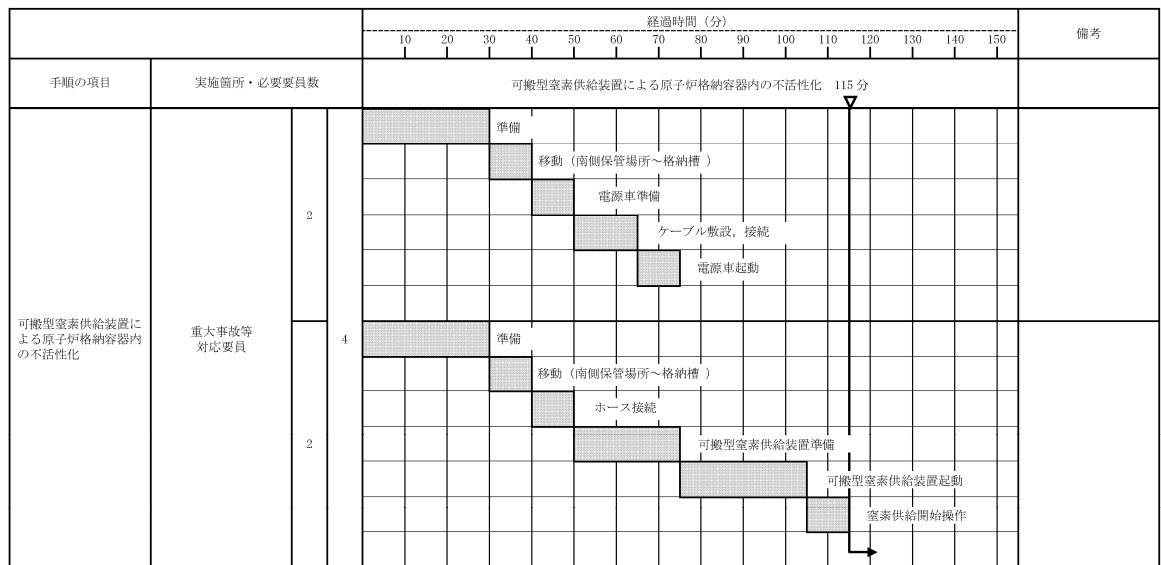 経過時間（分）
備考
10 20 30 40 50 60 70 80 90 100 110 120 130 140 150
手順の項目
実施箇所・必要要員数
可搬型窒素供給装置による原子炉格納容器内の不活性化　115 分
準備
移動（南側保管場所～格納槽 ）
電源車準備
2
ケーブル敷設，接続
電源車起動
可搬型窒素供給装置に
よる原子炉格納容器内
の不活性化
重大事故等
対応要員
4
準備
移動（南側保管場所～格納槽 ）
ホース接続
2
可搬型窒素供給装置準備
可搬型窒素供給装置起動
窒素供給開始操作